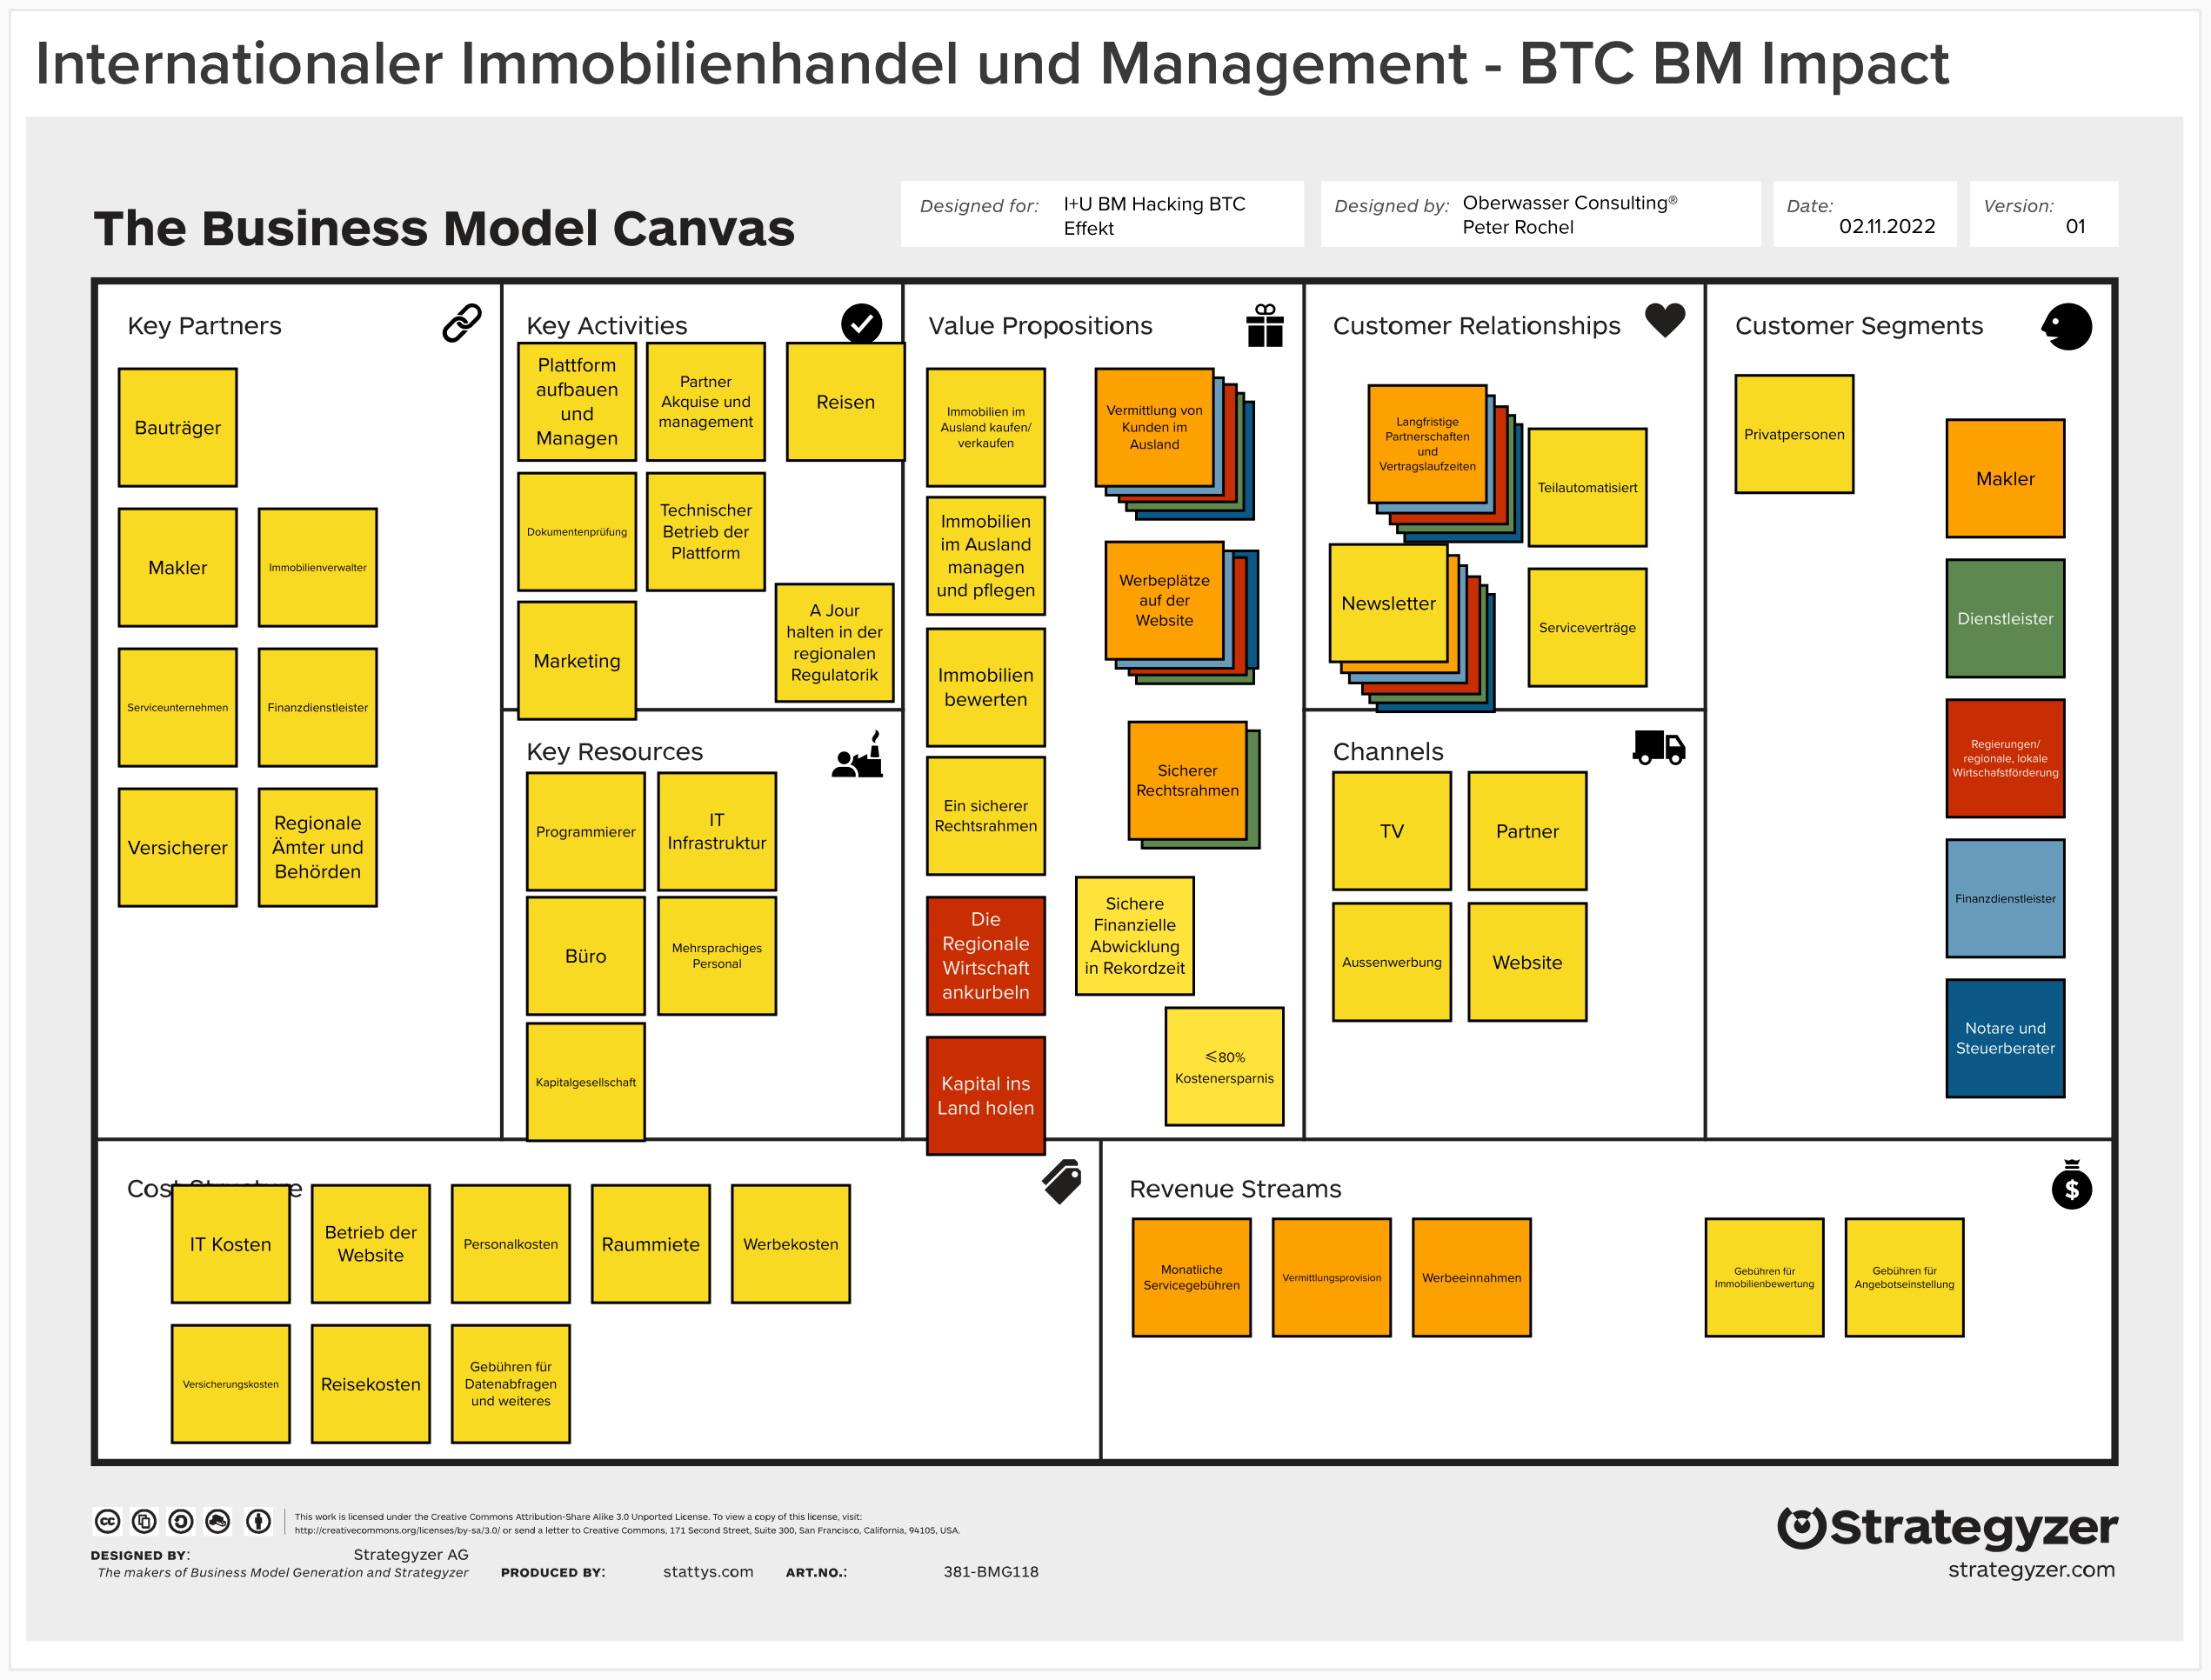 Internationaler Immobilienhandel und Management - BTC BM Impact
The Business Model Canvas
Designed for:
I+U BM Hacking BTC
Effekt
Designed by:
Oberwasser Consulting®
Peter Rochel
Date:
02.11.2022
Version:
01
Key Partners
Bauträger
Makler
Immobilienverwalter
Serviceunternehmen
Finanzdienstleister
Versicherer
Regionale
Ämter und
Behörden
Key Activities
Plattform
aufbauen
und
Managen
Partner
Akquise und
management
Reisen
Dokumentenprüfung
Technischer
Betrieb der
Plattform
Marketing
A Jour
halten in der
regionalen
Regulatorik
Key Resources
Programmierer
IT
Infrastruktur
Büro
Mehrsprachiges
Personal
Kapitalgesellschaft
Value Propositions
Immobilien im
Ausland kaufen/
verkaufen
Vermittlung von
Kunden im
Ausland
Immobilien
im Ausland
managen
und pflegen
Werbeplätze
auf der
Website
Immobilien
bewerten
Sicherer
Rechtsrahmen
Ein sicherer
Rechtsrahmen
Die
Regionale
Wirtschaft
ankurbeln
Sichere
Finanzielle
Abwicklung
in Rekordzeit
Kapital ins
Land holen
⩽80%
Kostenersparnis
Customer Relationships
Langfristige
Partnerschaften
und
Vertragslaufzeiten
Teilautomatisiert
Newsletter
Serviceverträge
Channels
TV
Partner
Aussenwerbung
Website
Customer Segments
Privatpersonen
Makler
Dienstleister
Regierungen/
regionale, lokale
Wirtschafstförderung
Finanzdienstleister
Notare und
Steuerberater
Cost Structure
IT Kosten
Betrieb der
Website
Personalkosten
Raummiete
Werbekosten
Versicherungskosten
Reisekosten
Gebühren für
Datenabfragen
und weiteres
Revenue Streams
Monatliche
Servicegebühren
Vermittlungsprovision
Werbeeinnahmen
Gebühren für
Immobilienbewertung
Gebühren für
Angebotseinstellung
This work is licensed under the Creative Commons Attribution-Share Alike 3.0 Unported License. To view a copy of this license, visit:
http://creativecommons.org/licenses/by-sa/3.0/ or send a letter to Creative Commons, 171 Second Street, Suite 300, San Francisco, California, 94105, USA.
DESIGNED BY: Strategyzer AG
The makers of Business Model Generation and Strategyzer
PRODUCED BY: stattys.com
ART.NO.: 381-BMG118
Strategyzer
strategyzer.com